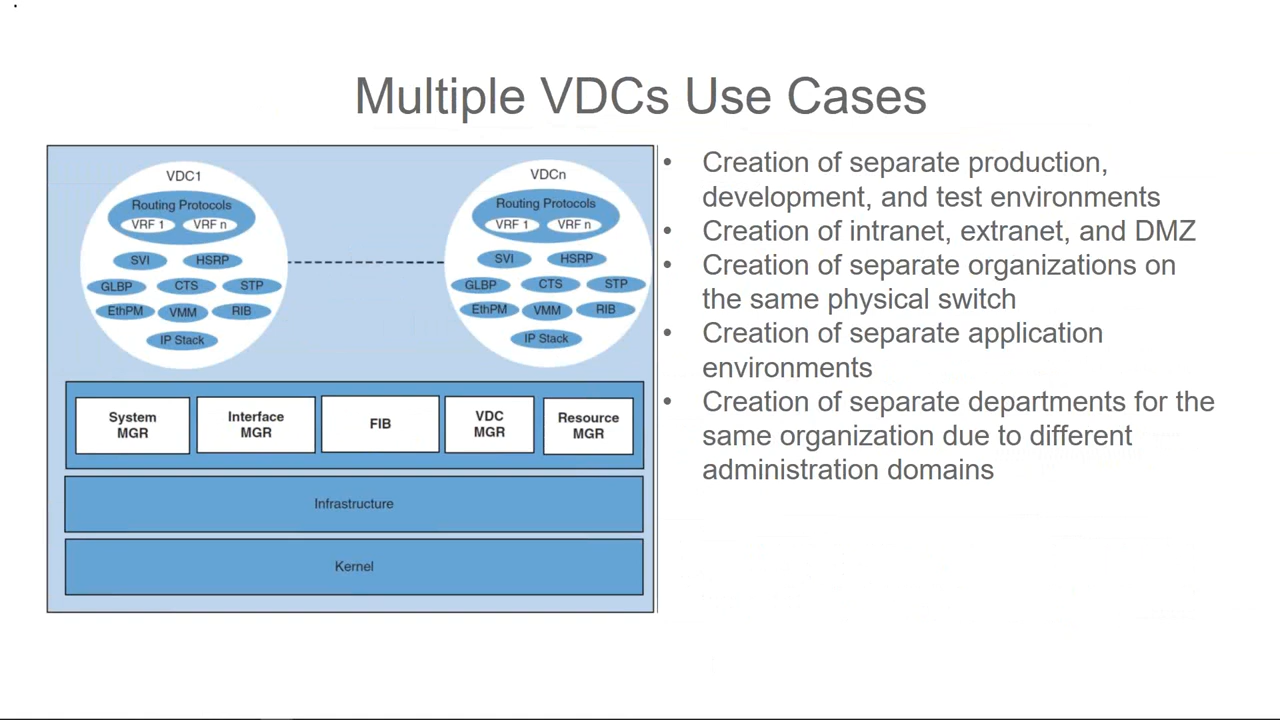 Multiple VDCs Use Cases
VDC1
Routing Protocols
VRF 1 VRF n
SVI HSRP
GLBP CTS STP
EthPM VMM RIB
IP Stack
VDCn
Routing Protocols
VRF 1 VRF n
SVI HSRP
GLBP CTS STP
EthPM VMM RIB
IP Stack
System
MGR
Interface
MGR
FIB
VDC
MGR
Resource
MGR
Infrastructure
Kernel
• Creation of separate production,
development, and test environments
• Creation of intranet, extranet, and DMZ
• Creation of separate organizations on
the same physical switch
• Creation of separate application
environments
• Creation of separate departments for the
same organization due to different
administration domains